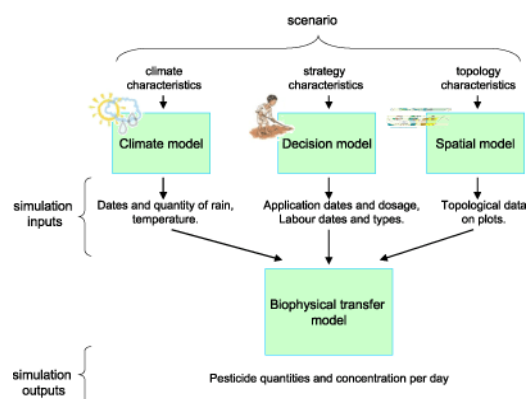 scenario
climate
characteristics
strategy
characteristics
topology
characteristics
Climate model
Decision model
Spatial model
simulation
inputs
Dates and quantity of rain,
temperature.
Application dates and dosage,
Labour dates and types.
Topological data
on plots.
Biophysical transfer
model
simulation
outputs
Pesticide quantities and concentration per day